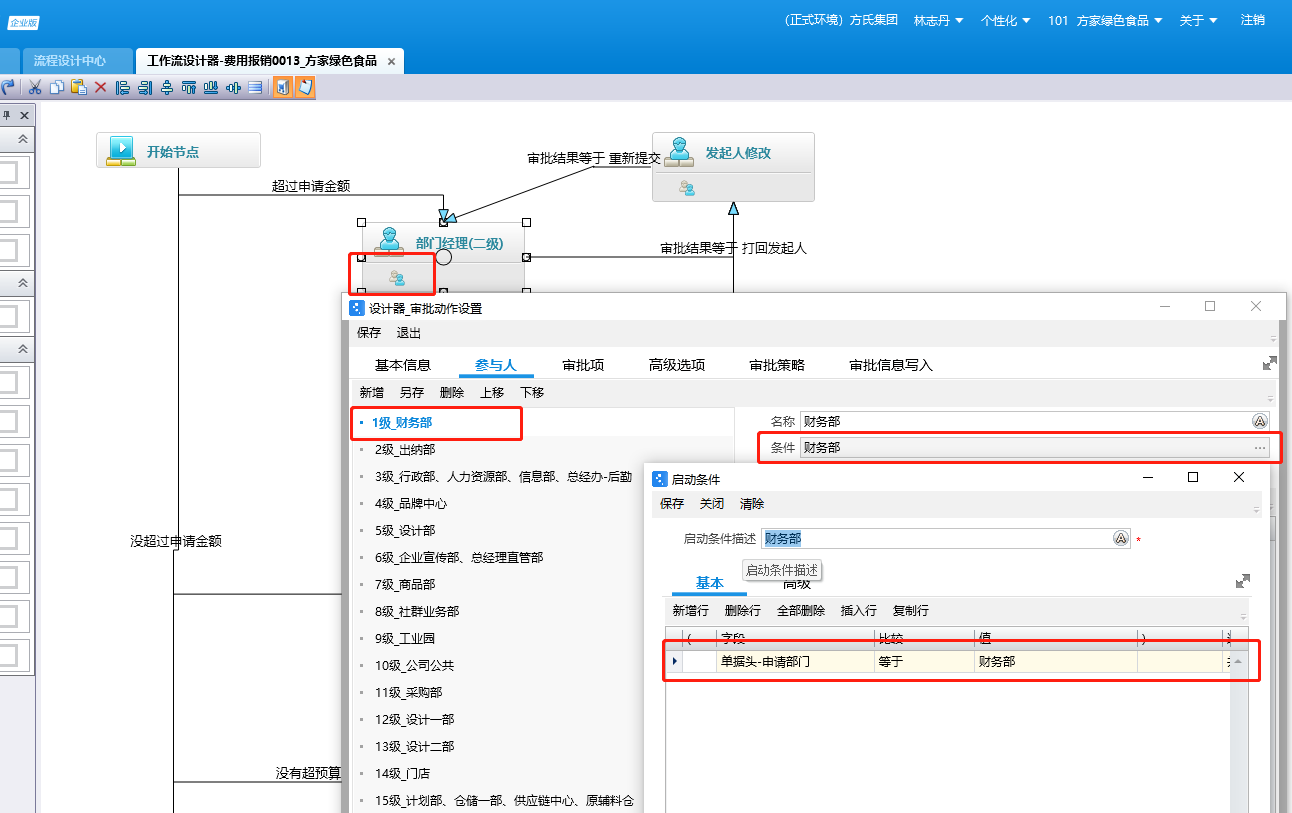 企业版
(正式环境) 方氏集团 林志丹 个性化 101 方家绿色食品 关于 注销
流程设计中心 工作流设计器-费用报销0013_方家绿色食品 ×
开始节点
发起人修改
审批结果等于 重新提交
超过申请金额
部门经理(二级)
审批结果等于 打回发起人
没超过申请金额
没有超预算
设计器_审批动作设置
保存 退出
基本信息 参与人 审批项 高级选项 审批策略 审批信息写入
新增 另存 删除 上移 下移
1级_财务部
2级_出纳部
3级_行政部、人力资源部、信息部、总经办-后勤
4级_品牌中心
5级_设计部
6级_企业宣传部、总经理直管部
7级_商品部
8级_社群业务部
9级_工业园
10级_公司公共
11级_采购部
12级_设计一部
13级_设计二部
14级_门店
15级_计划部、仓储一部、供应链中心、原辅料仓
名称 财务部
条件 财务部 ...
启动条件
保存 关闭 清除
启动条件描述 财务部 *
启动条件描述
基本 高级
新增行 删除行 全部删除 插入行 复制行
( 字段 比较 值 )
单据头-申请部门 等于 财务部